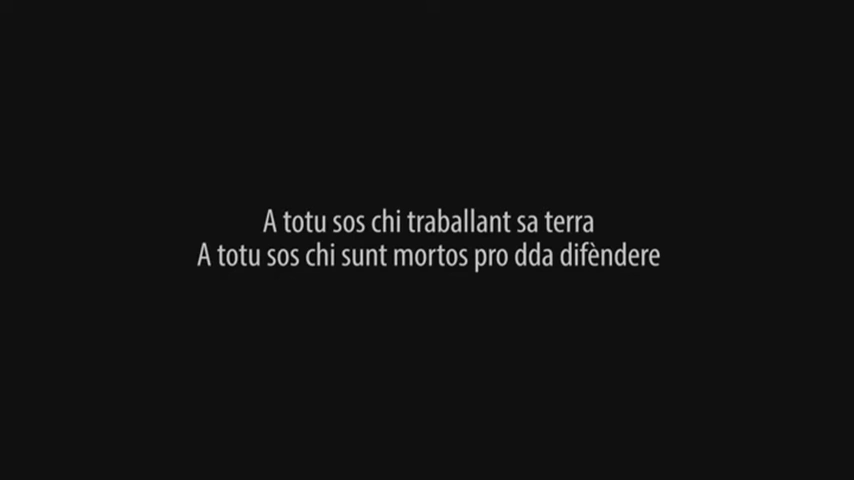 A totu sos chi traballant sa terra
A totu sos chi sunt mortos pro dda difèndere